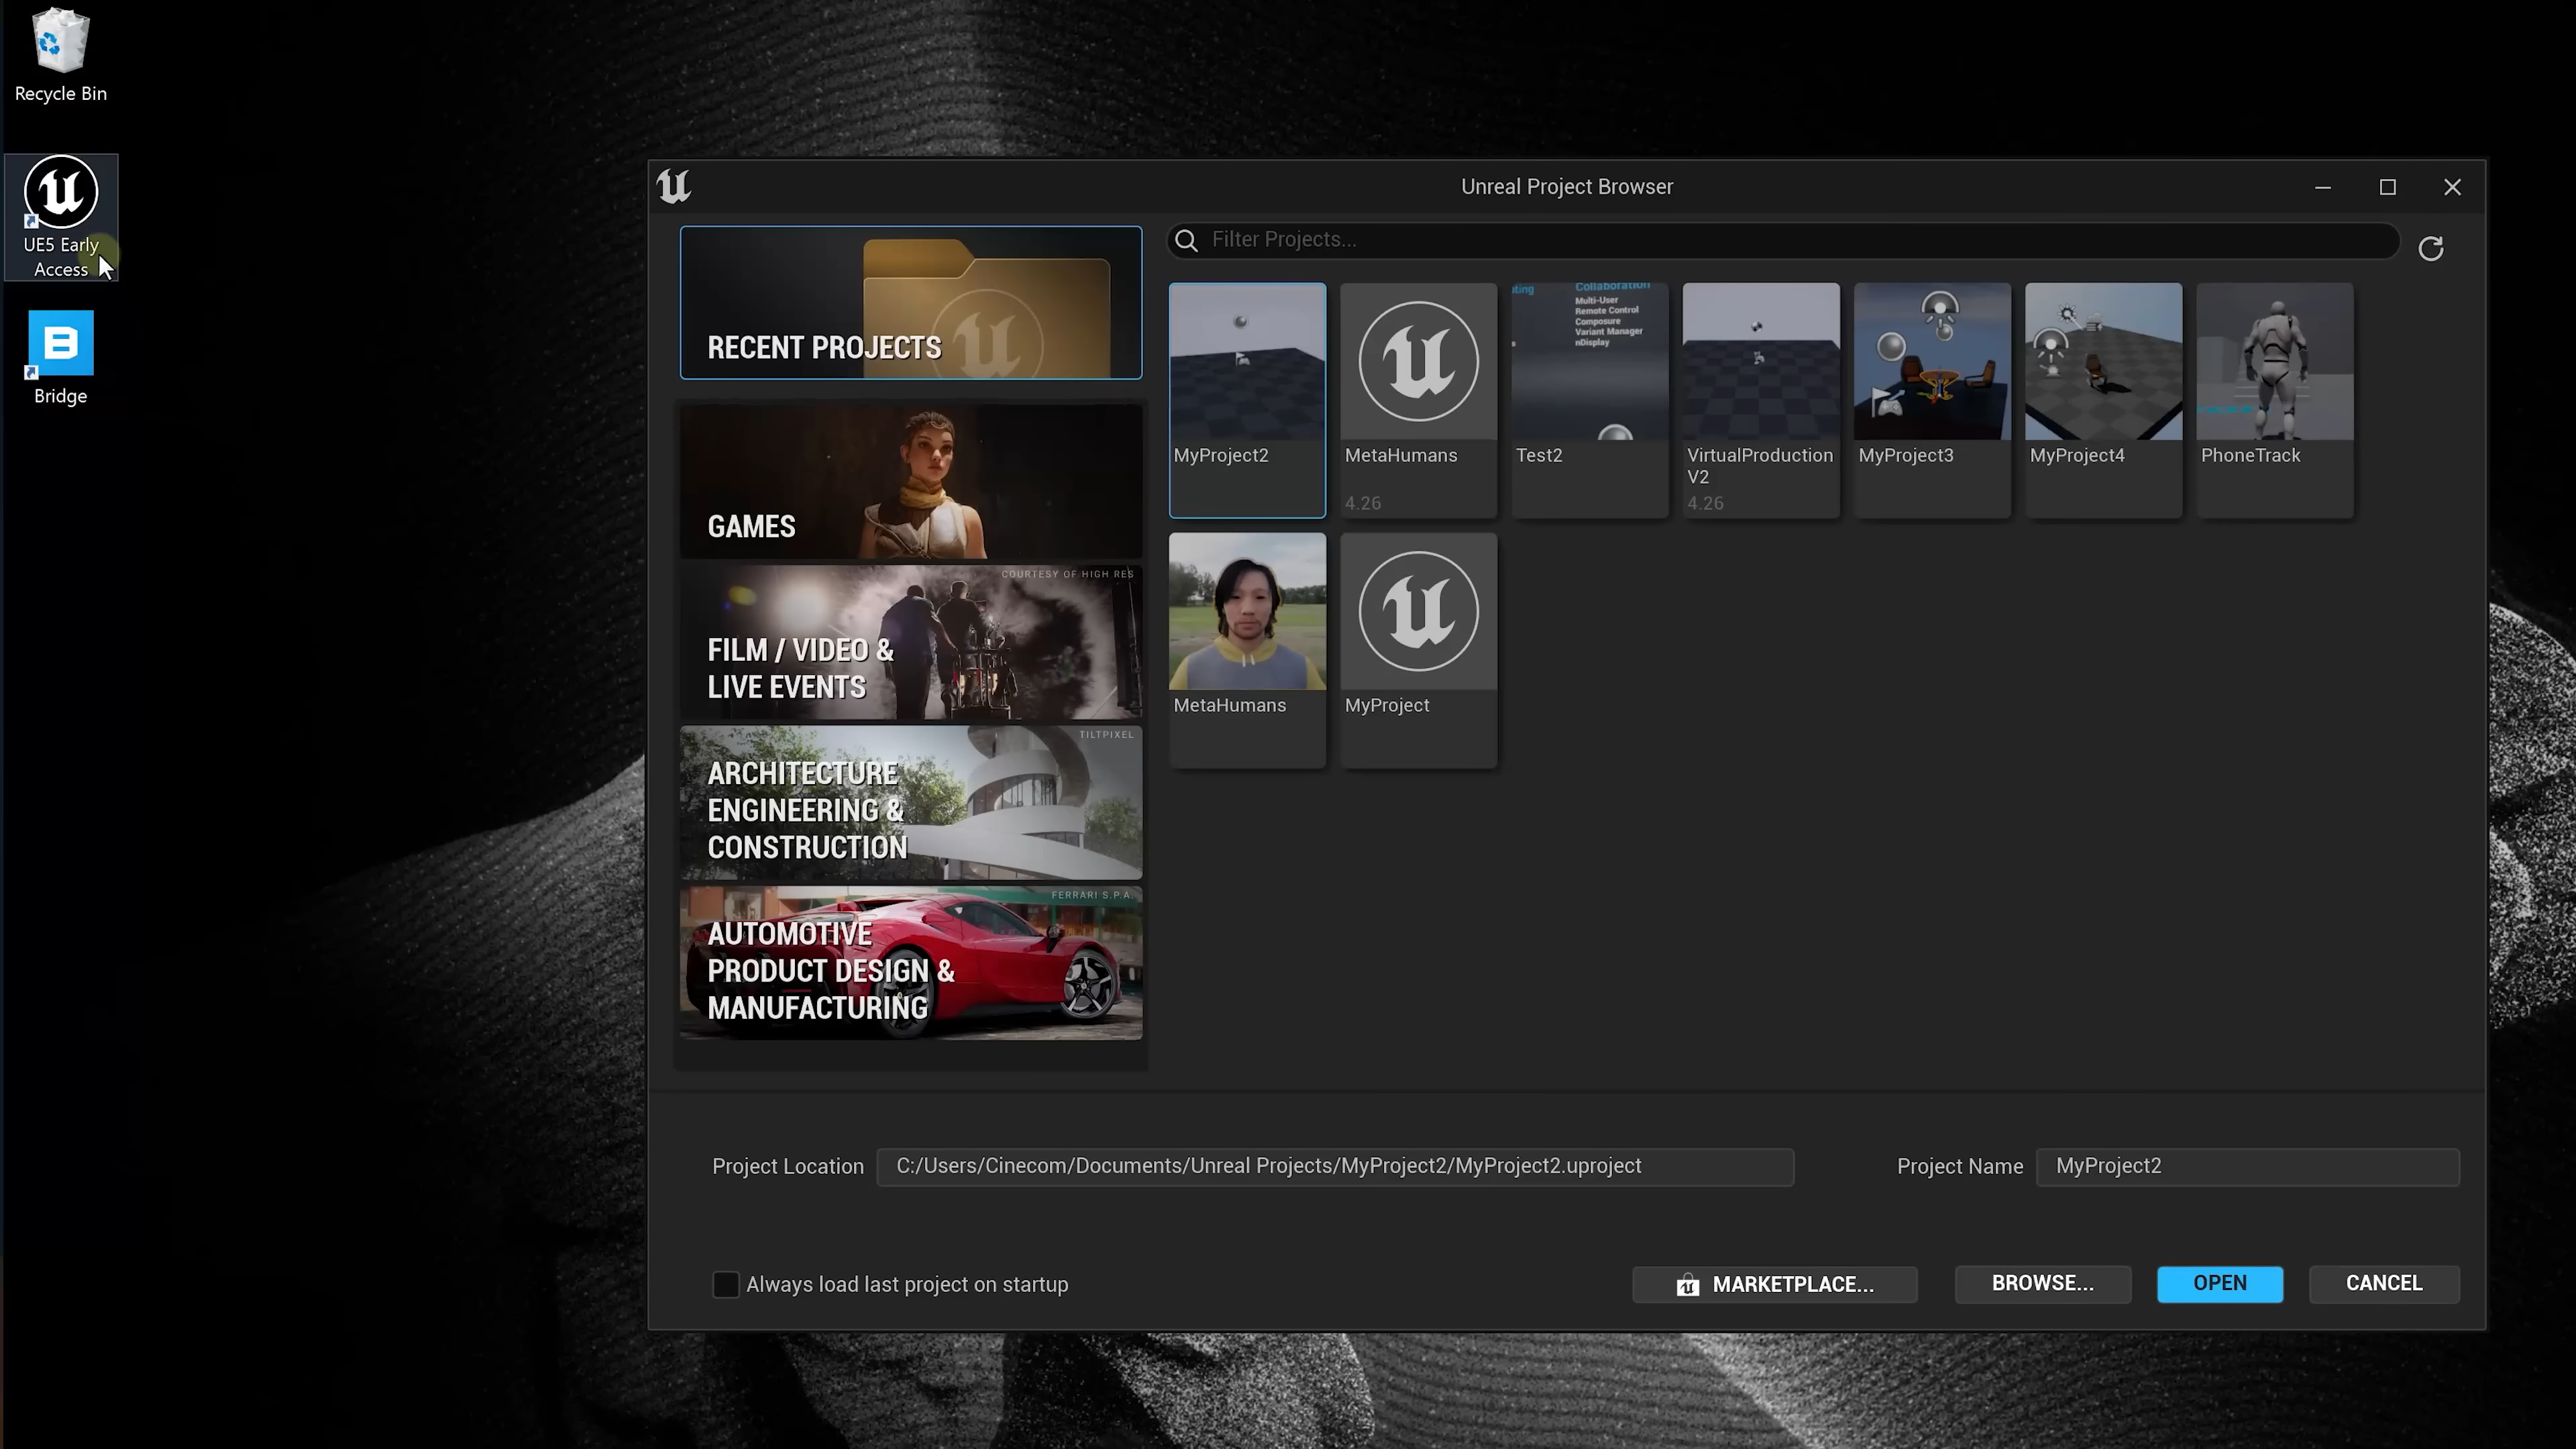 Recycle Bin
UE5 Early
Access
Bridge
Unreal Project Browser
Filter Projects...
RECENT PROJECTS
GAMES
COURTESY OF HIGH RES
FILM / VIDEO &
LIVE EVENTS
TILTPIXEL
ARCHITECTURE
ENGINEERING &
CONSTRUCTION
FERRARI S.P.A.
AUTOMOTIVE
PRODUCT DESIGN &
MANUFACTURING
MyProject2
MetaHumans
4.26
Collaboration
Multi-User
Remote Control
Composure
Variant Manager
nDisplay
Test2
VirtualProduction
V2
4.26
MyProject3
MyProject4
PhoneTrack
MetaHumans
MyProject
Project Location
C:/Users/Cinecom/Documents/Unreal Projects/MyProject2/MyProject2.uproject
Project Name
MyProject2
Always load last project on startup
MARKETPLACE...
BROWSE...
OPEN
CANCEL